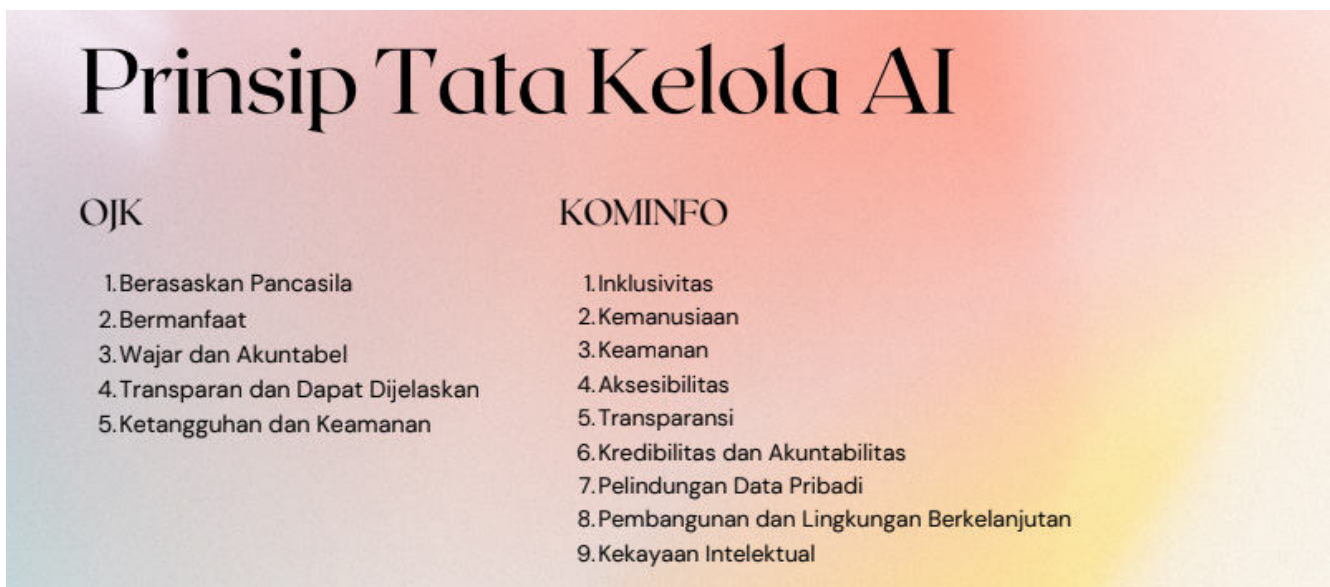 Prinsip Tata Kelola AI
OJK
1. Berasaskan Pancasila
2. Bermanfaat
3. Wajar dan Akuntabel
4. Transparan dan Dapat Dijelaskan
5. Ketangguhan dan Keamanan
KOMINFO
1. Inklusivitas
2. Kemanusiaan
3. Keamanan
4. Aksesibilitas
5. Transparansi
6. Kredibilitas dan Akuntabilitas
7. Pelindungan Data Pribadi
8. Pembangunan dan Lingkungan Berkelanjutan
9. Kekayaan Intelektual